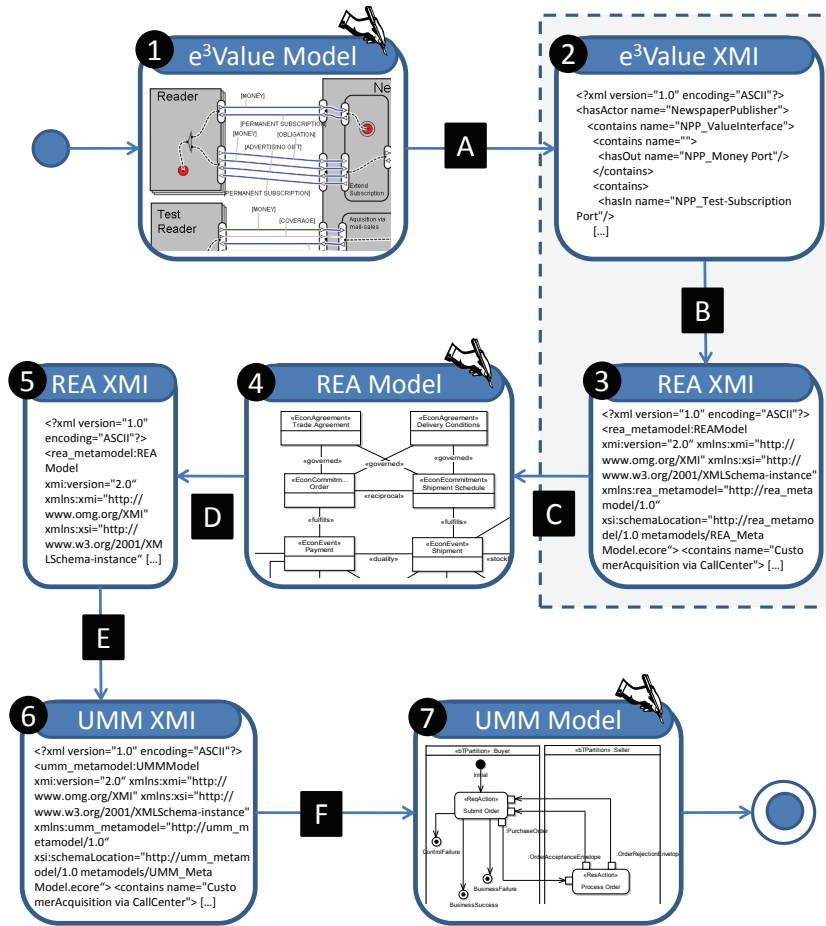 1 e³Value Model
Reader
Ne
[MONEY]
[PERMANENT SUBSCRIPTION]
[MONEY]
[OBLIGATION]
[ADVERTISING GIFT]
[PERMANENT SUBSCRIPTION]
Extend
Subscription
Test
Reader
[MONEY]
[COVERAGE]
Aquisition via
mail-sales
A
2 e³Value XMI
<?xml version="1.0" encoding="ASCII"?>
<hasActor name="NewspaperPublisher">
<contains name="NPP_ValueInterface">
<contains name="">
<hasOut name="NPP_Money Port"/>
</contains>
<contains>
<hasIn name="NPP_Test-Subscription
Port"/>
[...]
B
3 REA XMI
<?xml version="1.0" encoding="ASCII"?>
<rea_metamodel:REAModel
xmi:version="2.0" xmlns:xmi="http://
www.omg.org/XMI" xmlns:xsi="http://
www.w3.org/2001/XMLSchema-instance"
xmlns:rea_metamodel="http://rea_meta
model/1.0"
xsi:schemaLocation="http://rea_metamo
del/1.0 metamodels/REA_Meta
Model.ecore"> <contains name="Custo
merAcquisition via CallCenter"> [...]
C
4 REA Model
«EconAgreement»
Trade Agreement
«EconAgreement»
Delivery Conditions
«governed»
«governed»
«governed»
«EconCommitm...
Order
«EconEcommitment»
Shipment Schedule
«reciprocal»
«fulfills»
«fulfills»
«EconEvent»
Payment
«EconEvent»
Shipment
«duality»
«stockf
D
5 REA XMI
<?xml version="1.0"
encoding="ASCII"?>
<rea_metamodel:REA
Model
xmi:version="2.0"
xmlns:xmi="http://
www.omg.org/XMI"
xmlns:xsi="http://
www.w3.org/2001/XM
LSchema-instance" [...]
E
6 UMM XMI
<?xml version="1.0" encoding="ASCII"?>
<umm_metamodel:UMMModel
xmi:version="2.0" xmlns:xmi="http://
www.omg.org/XMI" xmlns:xsi="http://
www.w3.org/2001/XMLSchema-instance"
xmlns:umm_metamodel="http://umm_m
etamodel/1.0"
xsi:schemaLocation="http://umm_metam
odel/1.0 metamodels/UMM_Meta
Model.ecore"> <contains name="Custo
merAcquisition via CallCenter"> [...]
F
7 UMM Model
«bTPartition» :Buyer
«bTPartition» :Seller
Initial
«ReqAction»
Submit Order
:PurchaseOrder
ControlFailure
:OrderAcceptanceEnvelope
:OrderRejectionEnvelop
BusinessFailure
BusinessSuccess
«ResAction»
Process Order